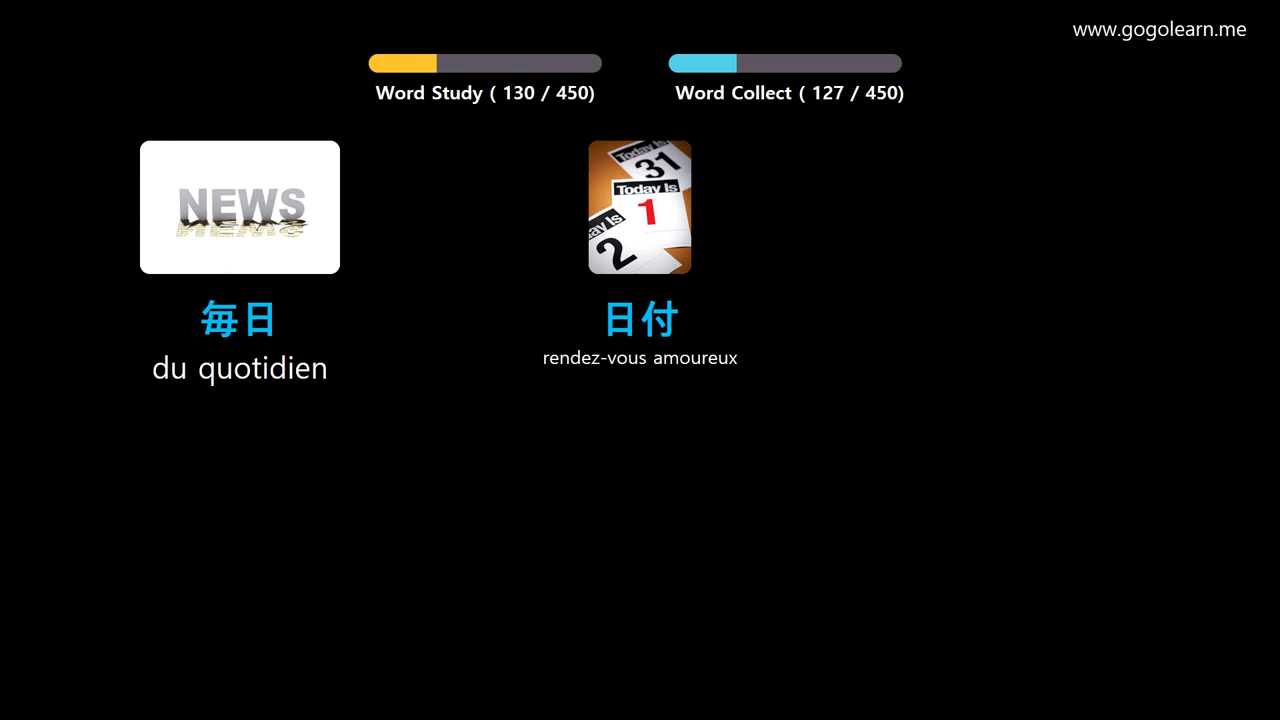 www.gogolearn.me
Word Study ( 130 / 450)
Word Collect ( 127 / 450)
NEWS
Today Is
31
Today Is
1
ay Is
2
毎日
日付
du quotidien
rendez-vous amoureux